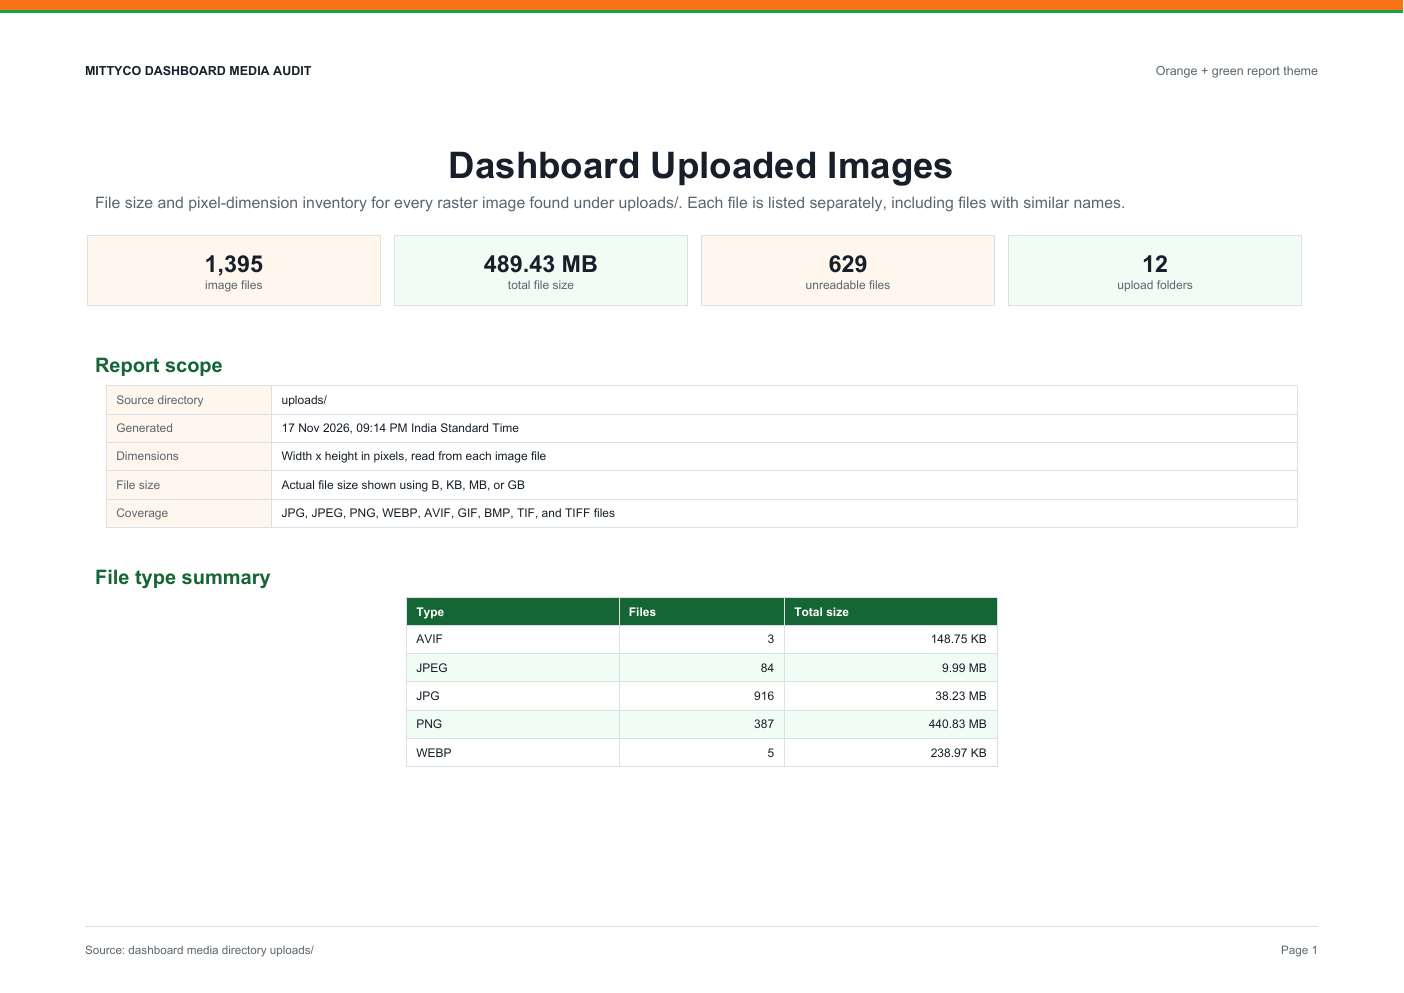 MITTYCO DASHBOARD MEDIA AUDIT
Orange + green report theme
Dashboard Uploaded Images
File size and pixel-dimension inventory for every raster image found under uploads/. Each file is listed separately, including files with similar names.
1,395
image files
489.43 MB
total file size
629
unreadable files
12
upload folders
Report scope
Source directory uploads/
Generated 17 Nov 2026, 09:14 PM India Standard Time
Dimensions Width x height in pixels, read from each image file
File size Actual file size shown using B, KB, MB, or GB
Coverage JPG, JPEG, PNG, WEBP, AVIF, GIF, BMP, TIF, and TIFF files
File type summary
Type Files Total size
AVIF 3 148.75 KB
JPEG 84 9.99 MB
JPG 916 38.23 MB
PNG 387 440.83 MB
WEBP 5 238.97 KB
Source: dashboard media directory uploads/
Page 1